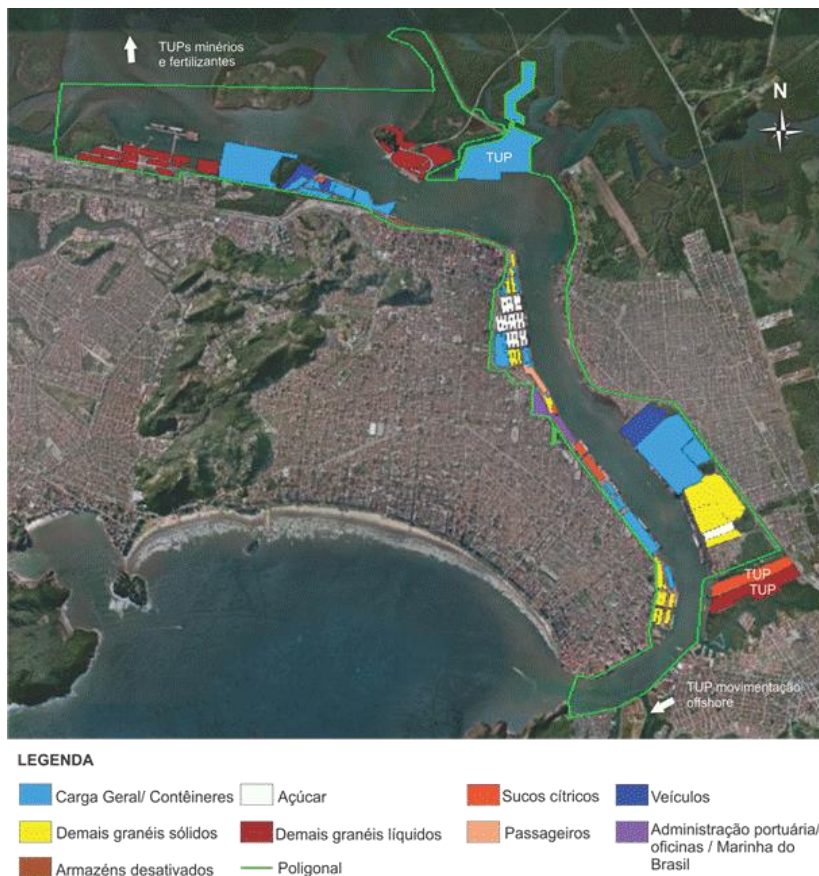 TUPs minérios
e fertilizantes
N
TUP
TUP
TUP
TUP movimentação
offshore
LEGENDA
Carga Geral/ Contêineres
Açúcar
Sucos cítricos
Veículos
Demais granéis sólidos
Demais granéis líquidos
Passageiros
Administração portuária/
oficinas / Marinha do
Brasil
Armazéns desativados
Poligonal